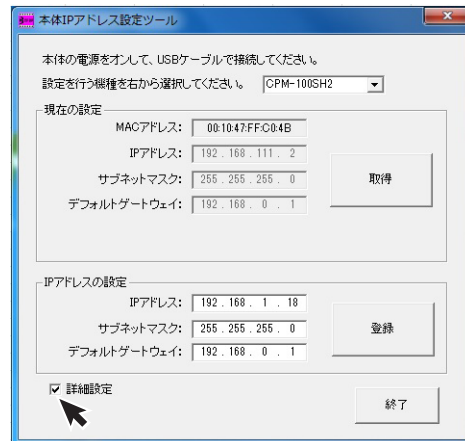 本体IPアドレス設定ツール
本体の電源をオンして、USBケーブルで接続してください。
設定を行う機種を右から選択してください。 CPM-100SH2
現在の設定
MACアドレス: 00:10:47:FF:C0:4B
IPアドレス: 192 . 168 . 111 . 2
サブネットマスク: 255 . 255 . 255 . 0
デフォルトゲートウェイ: 192 . 168 . 0 . 1
取得
IPアドレスの設定
IPアドレス: 192 . 168 . 1 . 18
サブネットマスク: 255 . 255 . 255 . 0
デフォルトゲートウェイ: 192 . 168 . 0 . 1
登録
詳細設定
終了